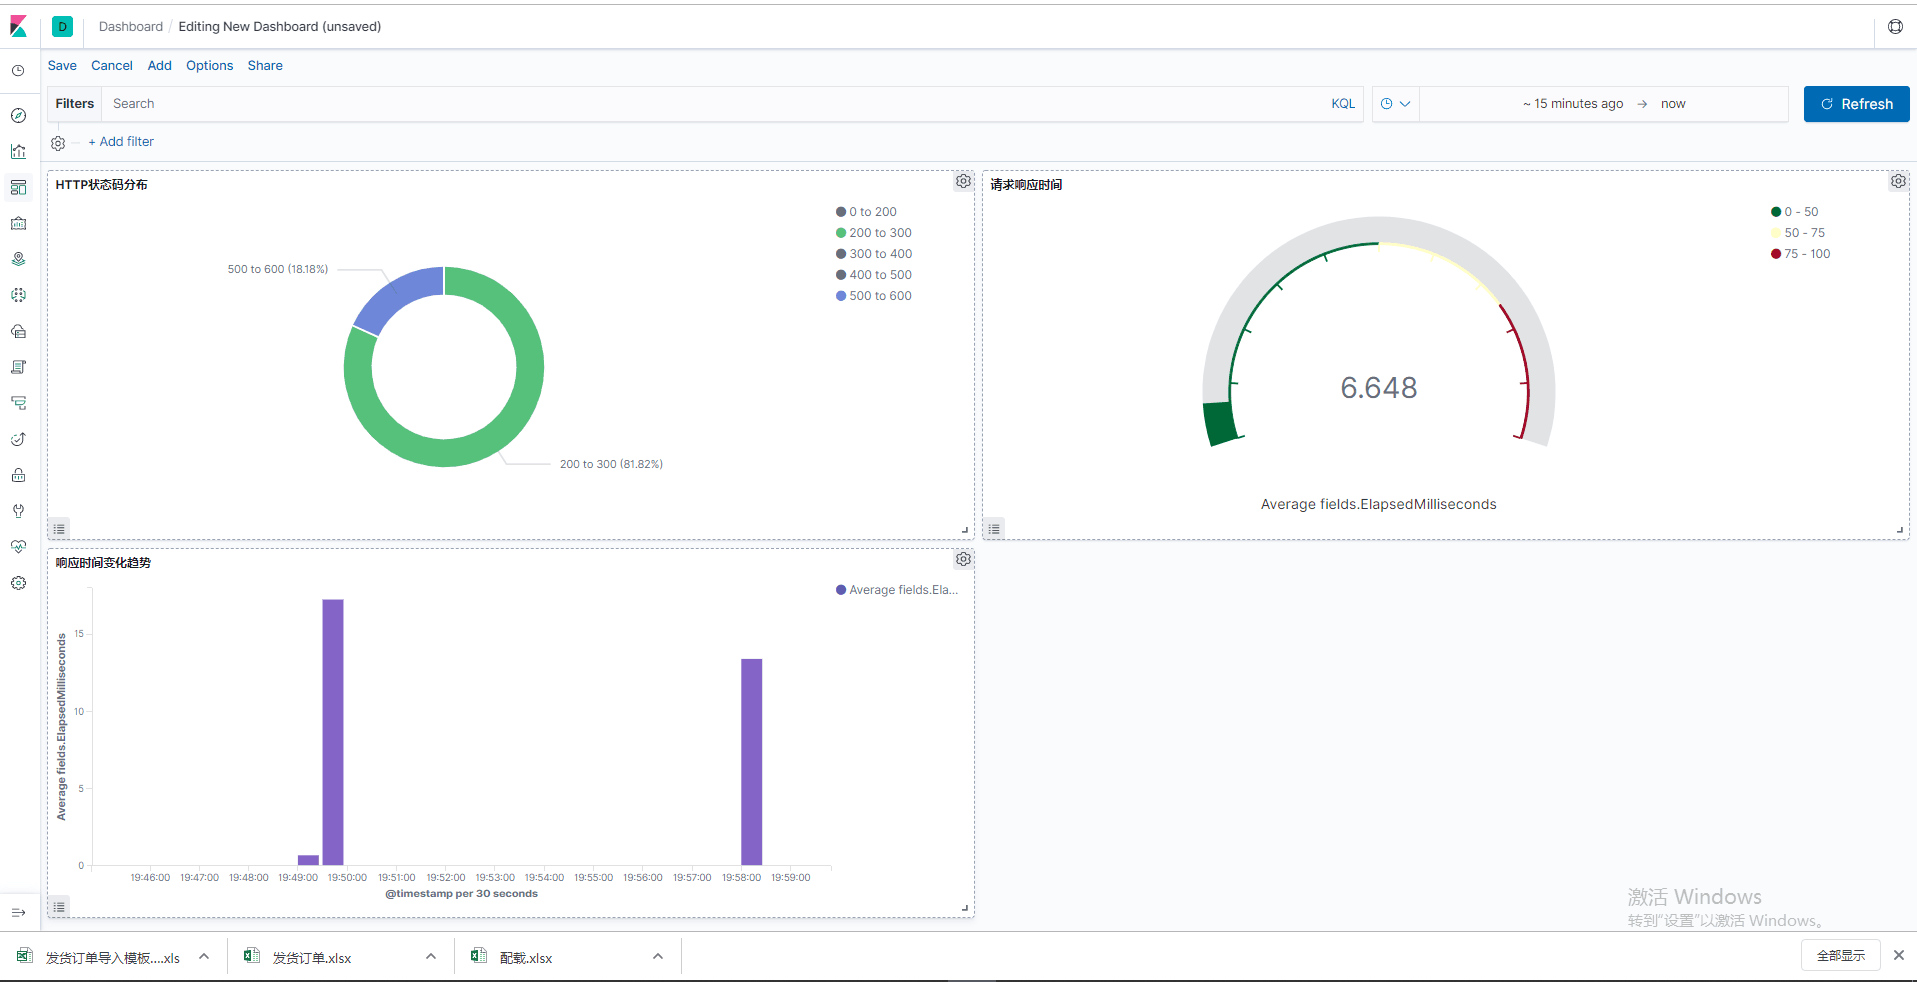 D Dashboard / Editing New Dashboard (unsaved)
Save Cancel Add Options Share
Filters Search KQL ~ 15 minutes ago → now Refresh
+ Add filter
HTTP状态码分布
0 to 200
200 to 300
300 to 400
400 to 500
500 to 600
500 to 600 (18.18%)
200 to 300 (81.82%)
请求响应时间
0 - 50
50 - 75
75 - 100
6.648
Average fields.ElapsedMilliseconds
响应时间变化趋势
Average fields.Ela...
Average fields.ElapsedMilliseconds
15
10
5
0
19:46:00 19:47:00 19:48:00 19:49:00 19:50:00 19:51:00 19:52:00 19:53:00 19:54:00 19:55:00 19:56:00 19:57:00 19:58:00 19:59:00
@timestamp per 30 seconds
激活 Windows
转到“设置”以激活 Windows。
发货订单导入模板....xls 发货订单.xlsx 配载.xlsx 全部显示